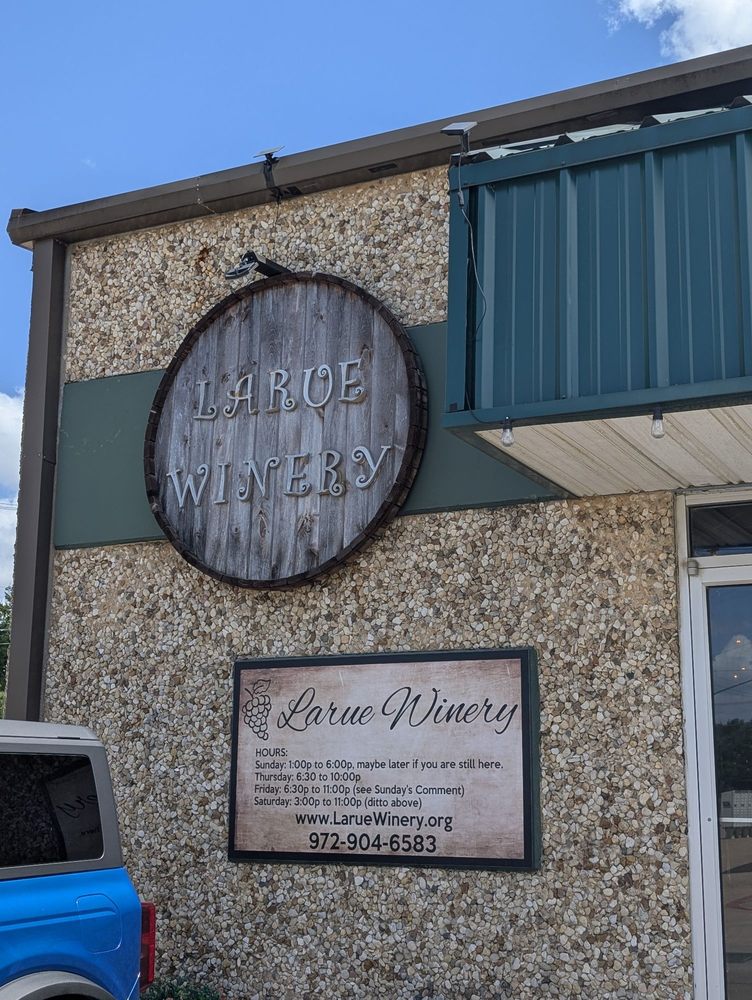 LARUE
WINERY
Larue Winery
HOURS:
Sunday: 1:00p to 6:00p, maybe later if you are still here.
Thursday: 6:30 to 10:00p
Friday: 6:30p to 11:00p (see Sunday's Comment)
Saturday: 3:00p to 11:00p (ditto above)
www.LarueWinery.org
972-904-6583